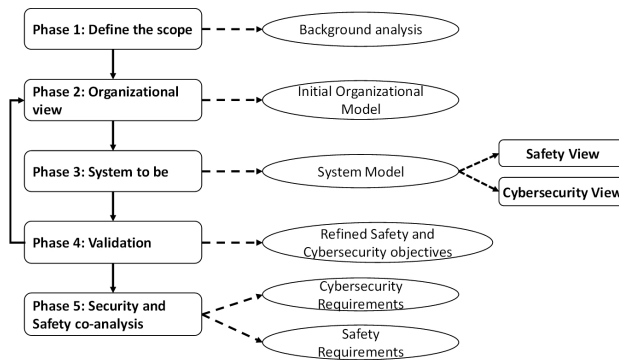 Phase 1: Define the scope
Background analysis
Phase 2: Organizational
view
Initial Organizational
Model
Phase 3: System to be
System Model
Safety View
Cybersecurity View
Phase 4: Validation
Refined Safety and
Cybersecurity objectives
Phase 5: Security and
Safety co-analysis
Cybersecurity
Requirements
Safety
Requirements